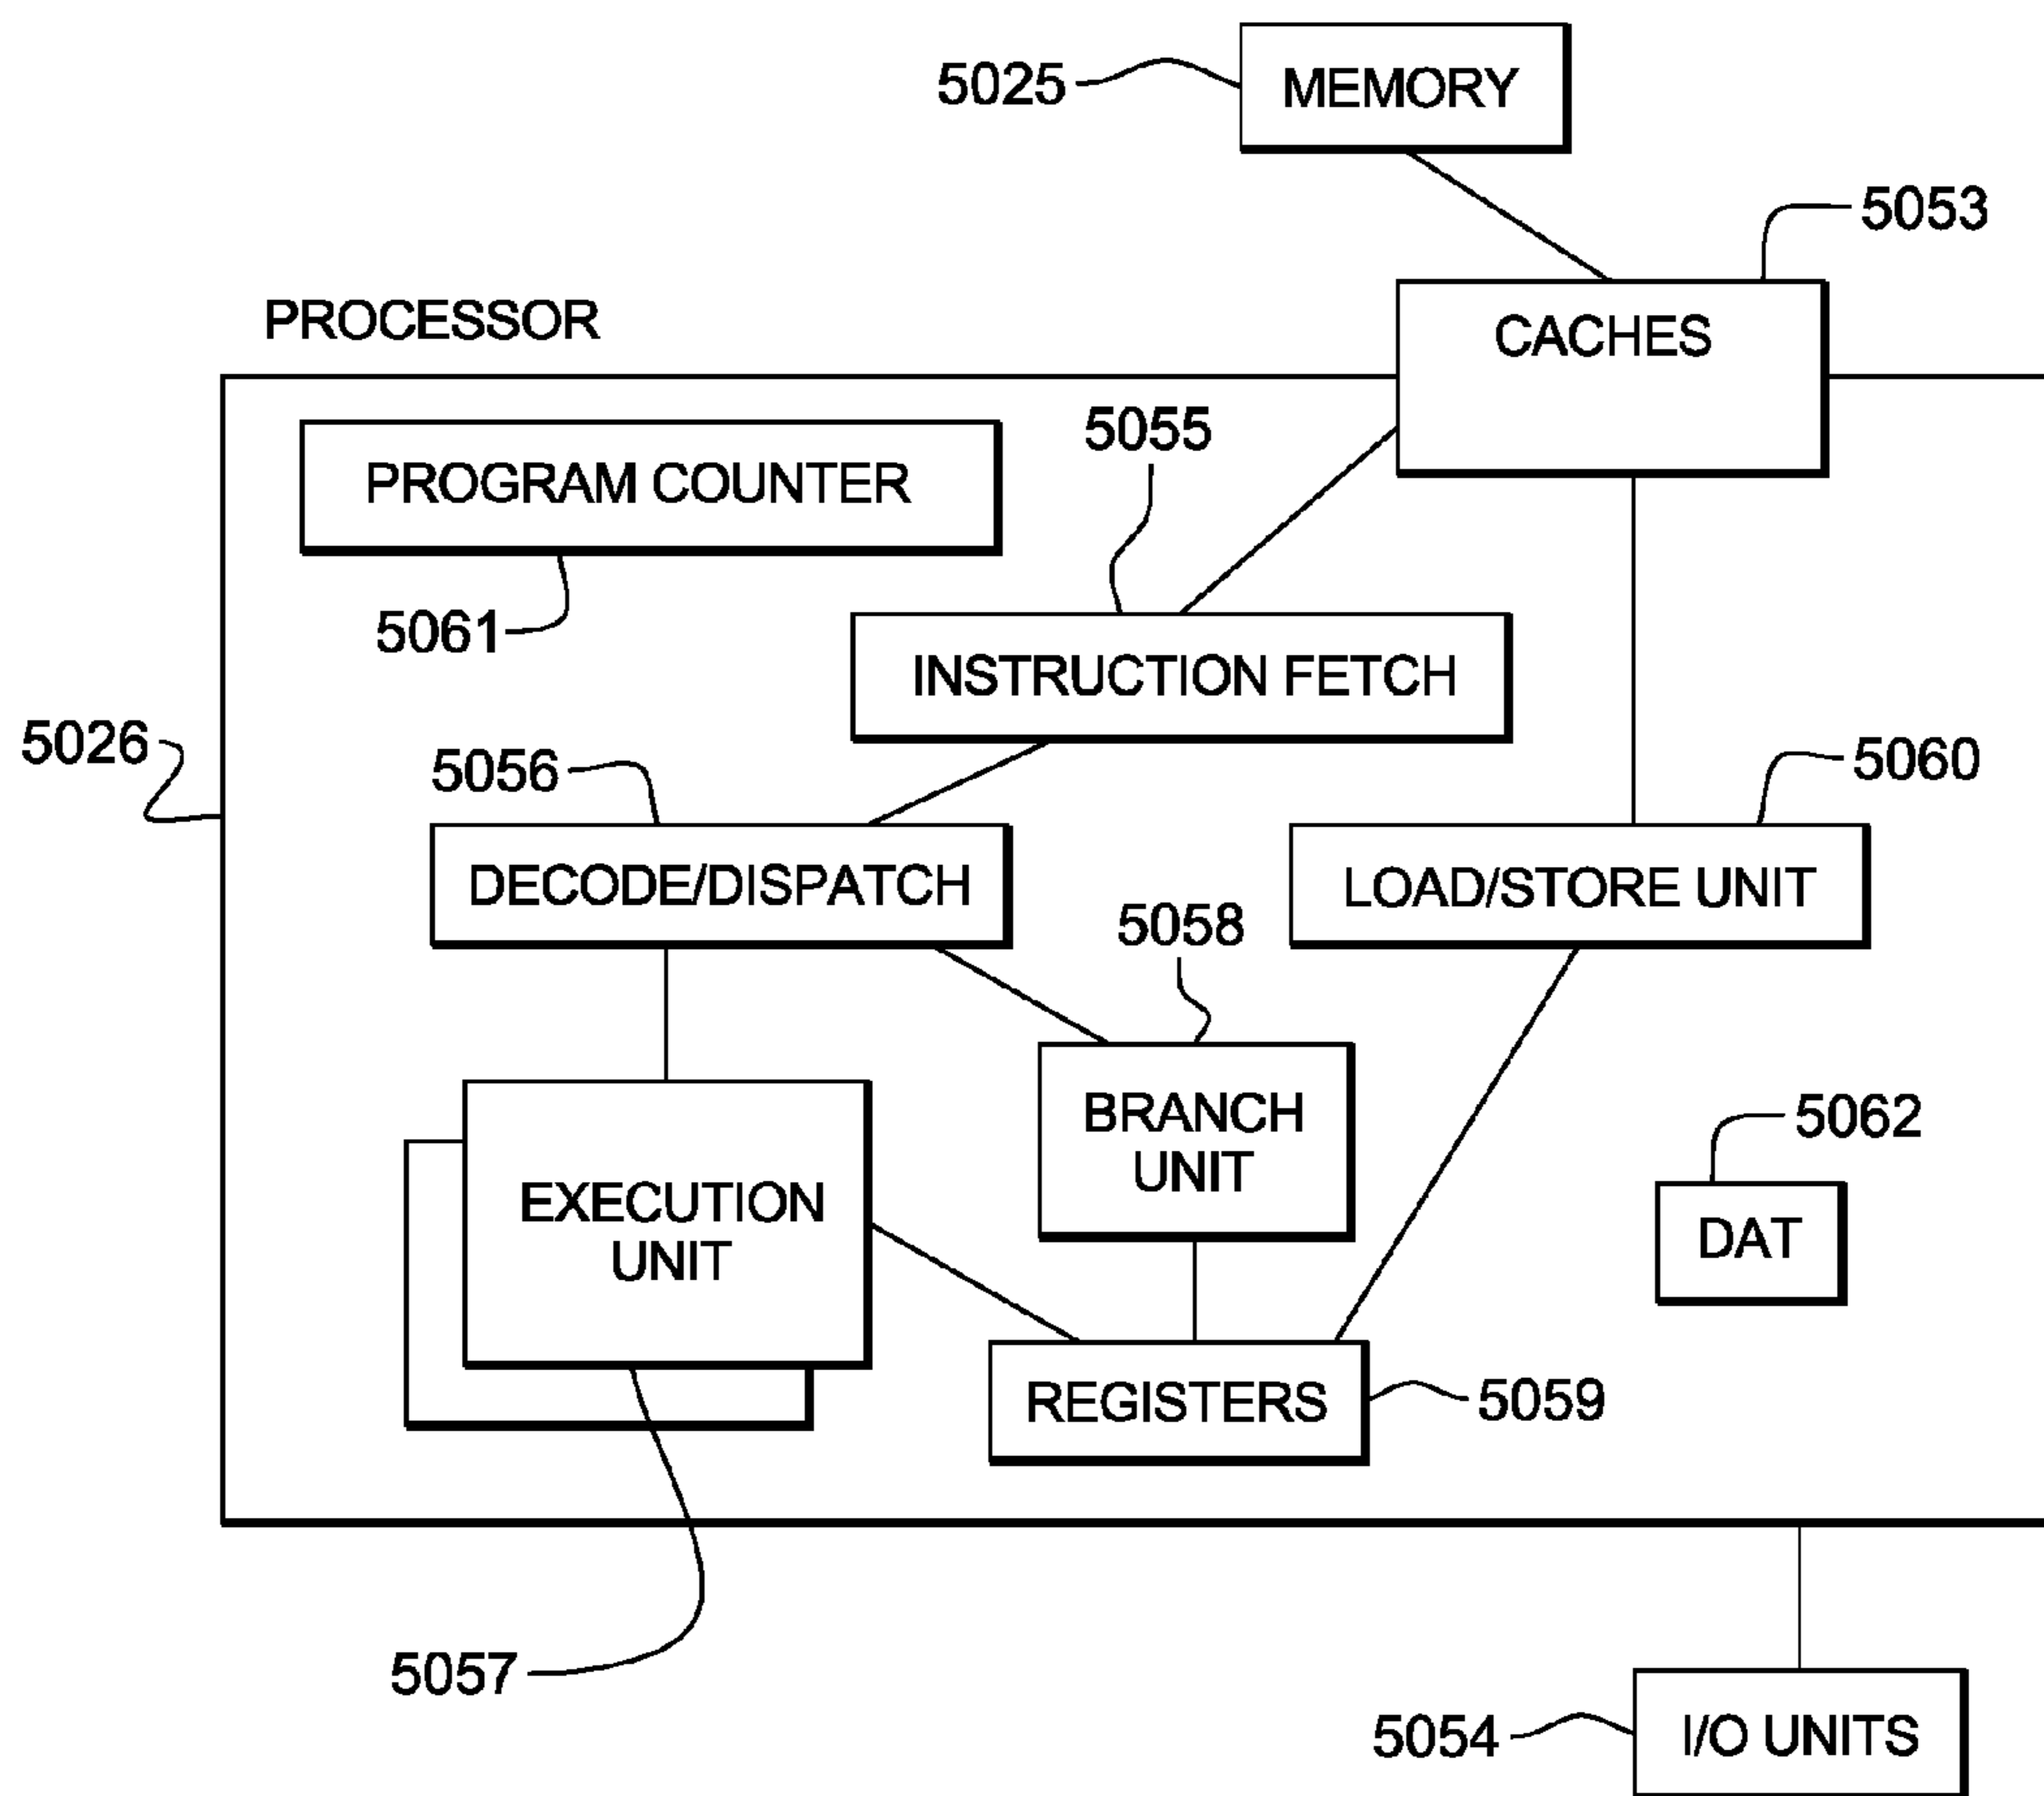 5025
MEMORY
5053
CACHES
PROCESSOR
5055
PROGRAM COUNTER
5061
INSTRUCTION FETCH
5026
5056
5060
DECODE/DISPATCH
LOAD/STORE UNIT
5058
BRANCH
UNIT
5062
DAT
EXECUTION
UNIT
REGISTERS
5059
5057
5054
I/O UNITS